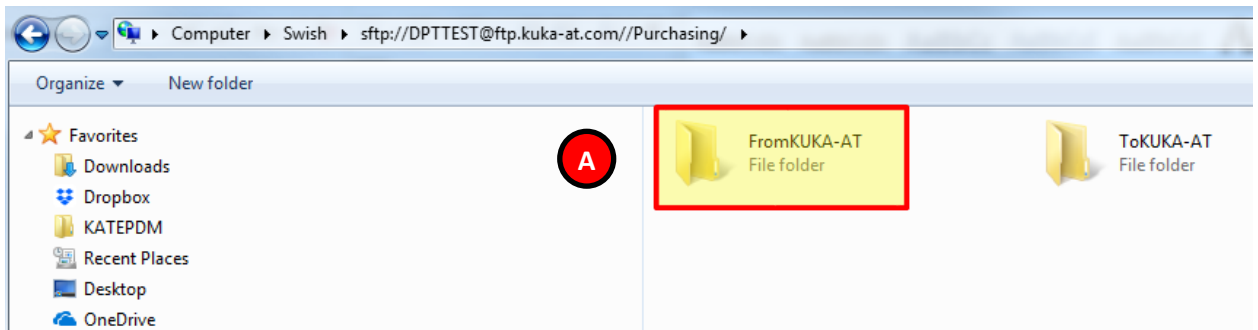 Computer ▸ Swish ▸ sftp://DPTTEST@ftp.kuka-at.com//Purchasing/ ▸
Organize ▾ New folder
Favorites
Downloads
Dropbox
KATEPDM
Recent Places
Desktop
OneDrive
A
FromKUKA-AT
File folder
ToKUKA-AT
File folder